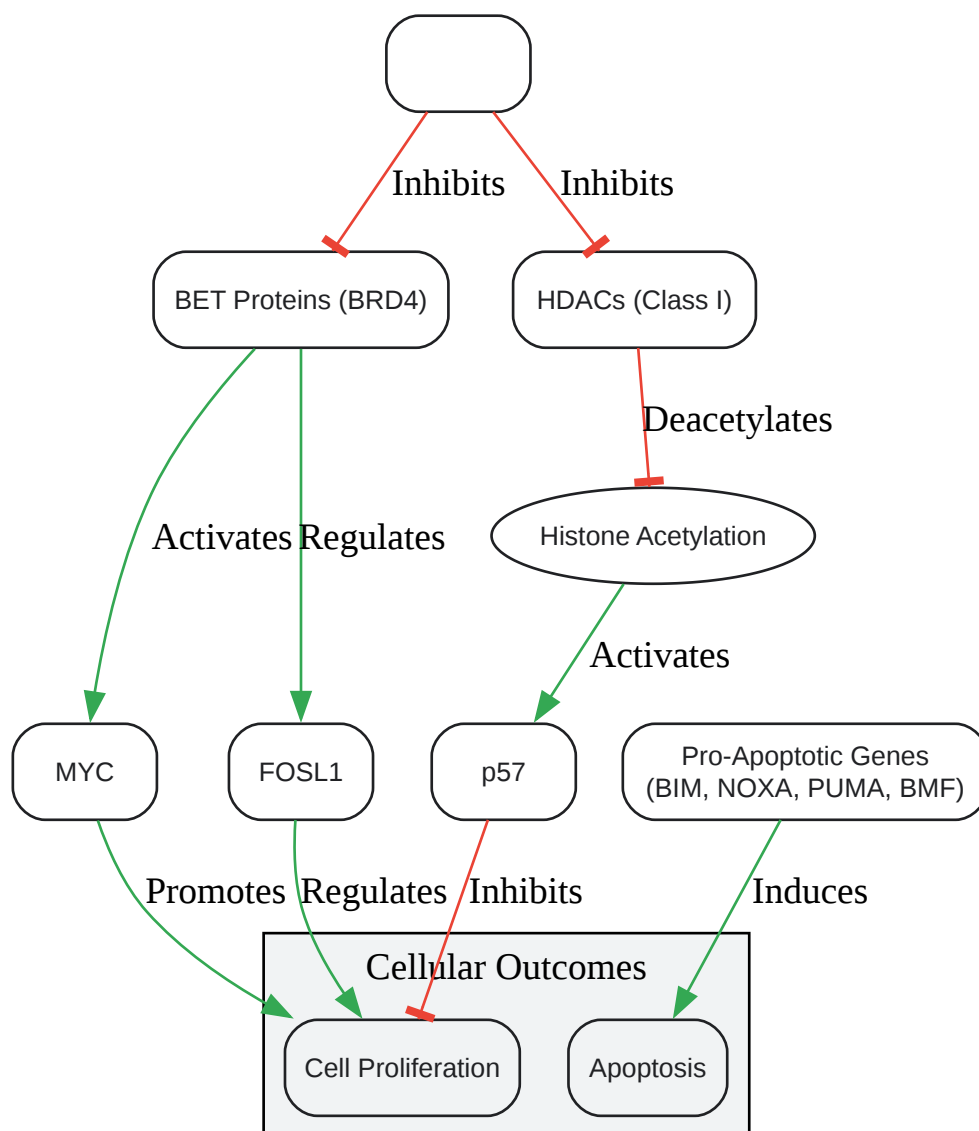 Inhibits
Inhibits
BET Proteins (BRD4)
HDACs (Class I)
Deacetylates
Activates
Regulates
Histone Acetylation
Activates
MYC
FOSL1
p57
Pro-Apoptotic Genes
(BIM, NOXA, PUMA, BMF)
Promotes
Regulates
Inhibits
Induces
Cellular Outcomes
Cell Proliferation
Apoptosis